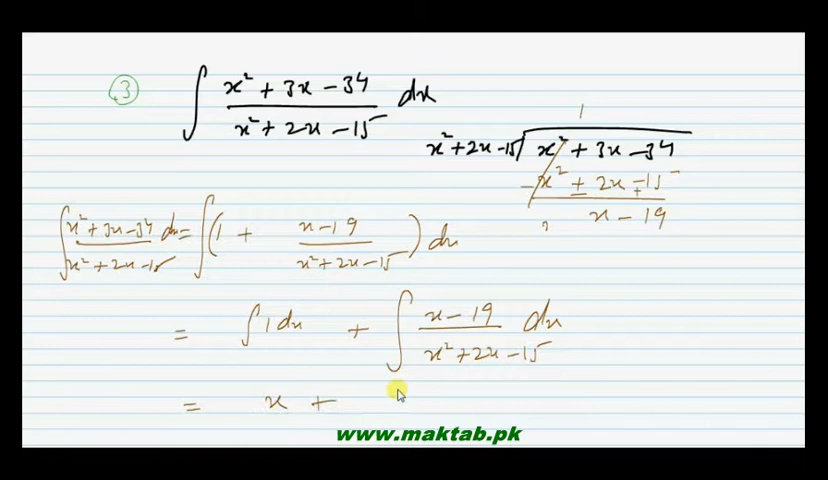 3 ∫ x² + 3x - 34 / x² + 2x - 15 dx
1
x² + 2x - 15 ) x² + 3x - 34
- x² ± 2x ∓ 15
x - 19
∫ x² + 3x - 34 / x² + 2x - 15 dx = ∫ ( 1 + x - 19 / x² + 2x - 15 ) dx
= ∫ 1 dx + ∫ x - 19 / x² + 2x - 15 dx
= x +
www.maktab.pk